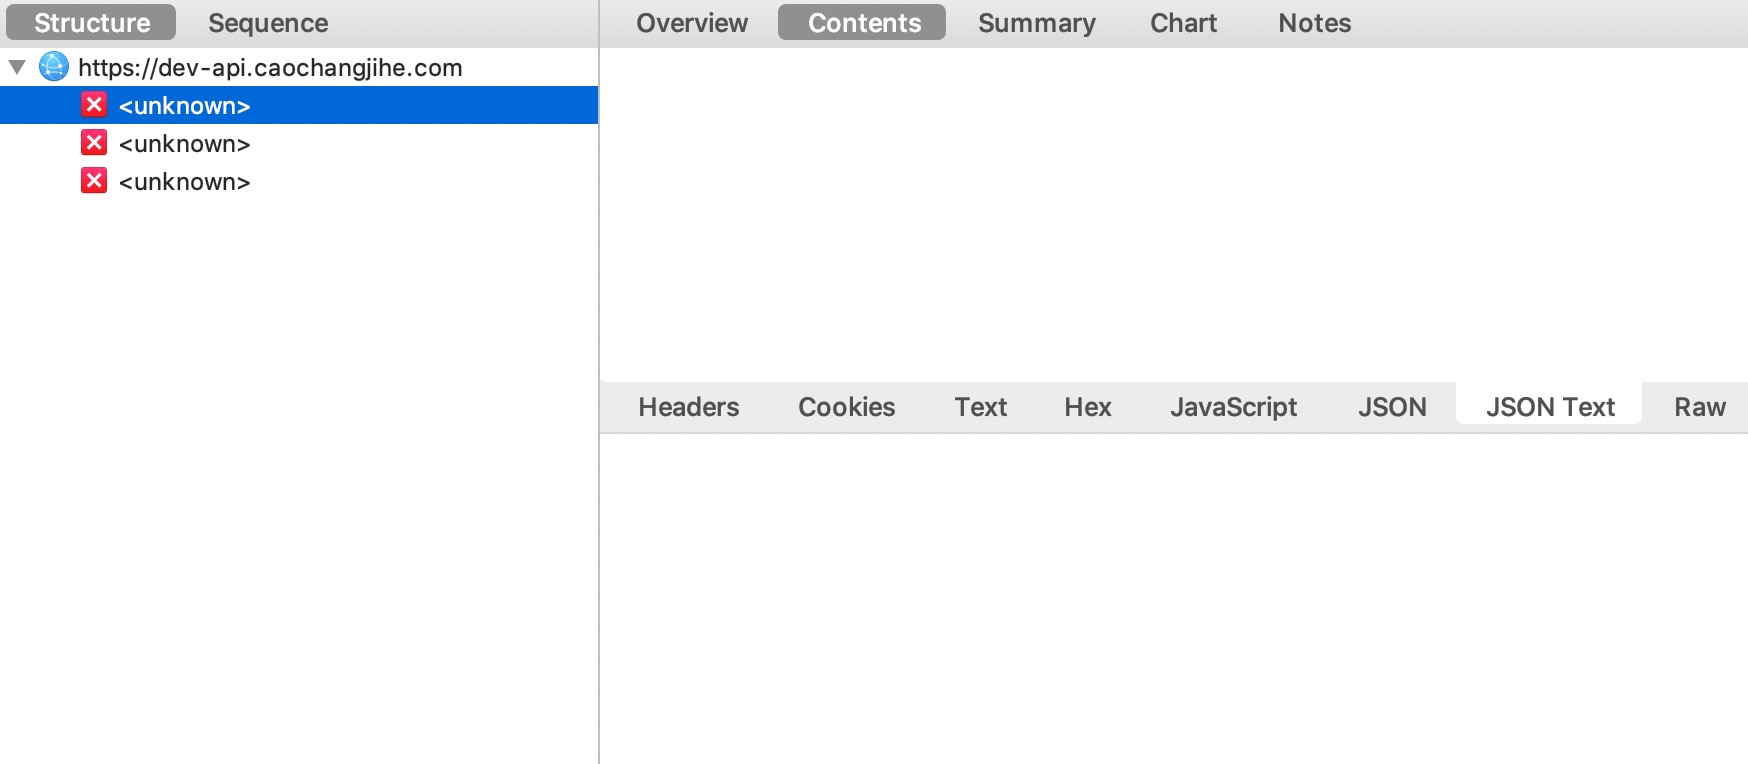 Structure Sequence Overview Contents Summary Chart Notes
https://dev-api.caochangjihe.com
<unknown>
<unknown>
<unknown>
Headers Cookies Text Hex JavaScript JSON JSON Text Raw